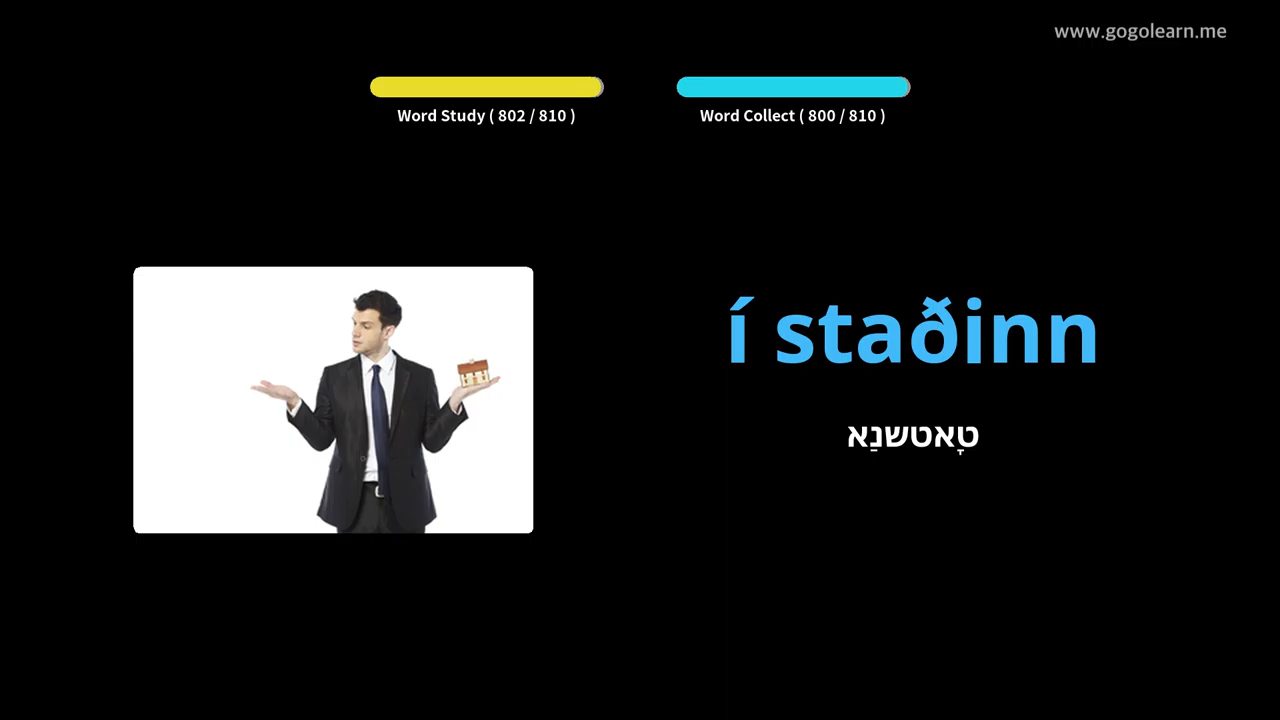 www.gogolearn.me
Word Study ( 802 / 810 )
Word Collect ( 800 / 810 )
í staðinn
טָאטשנַא